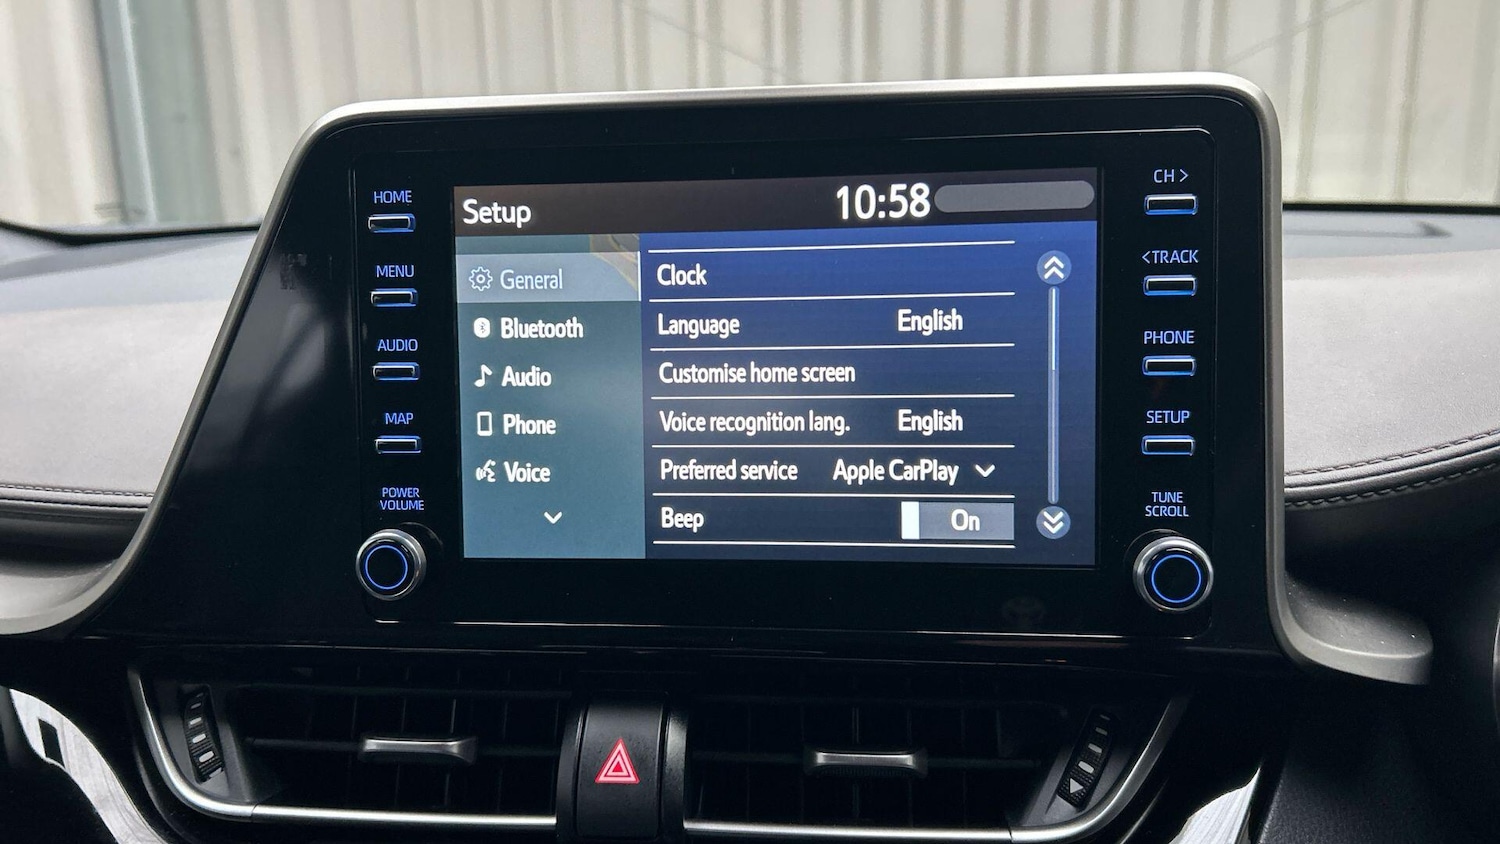 HOME
MENU
AUDIO
MAP
POWER
VOLUME
Setup
10:58
General
Bluetooth
Audio
Phone
Voice
Clock
Language English
Customise home screen
Voice recognition lang. English
Preferred service Apple CarPlay
Beep On
CH >
<TRACK
PHONE
SETUP
TUNE
SCROLL